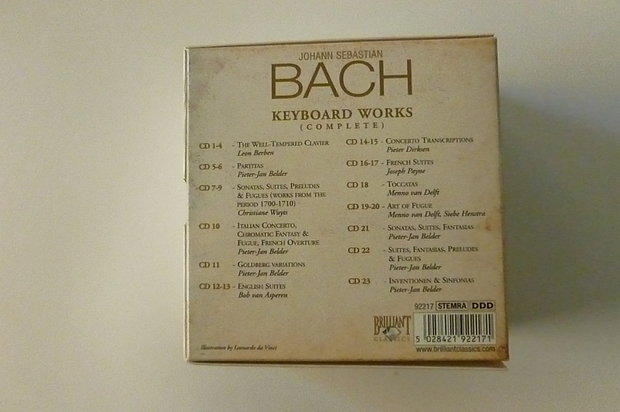 JOHANN SEBASTIAN
BACH
KEYBOARD WORKS
(COMPLETE)
CD 1-4 - THE WELL-TEMPERED CLAVIER
Leon Berben
CD 5-6 - PARTITAS
Pieter-Jan Belder
CD 7-9 - SONATAS, SUITES, PRELUDES
& FUGUES (WORKS FROM THE
PERIOD 1700-1710)
Christiane Wuyts
CD 10 - ITALIAN CONCERTO,
CHROMATIC FANTASY &
FUGUE, FRENCH OVERTURE
Pieter-Jan Belder
CD 11 - GOLDBERG VARIATIONS
Pieter-Jan Belder
CD 12-13 - ENGLISH SUITES
Bob van Asperen
CD 14-15 - CONCERTO TRANSCRIPTIONS
Pieter Dirksen
CD 16-17 - FRENCH SUITES
Joseph Payne
CD 18 - TOCCATAS
Menno van Delft
CD 19-20 - ART OF FUGUE
Menno van Delft, Siebe Henstra
CD 21 - SONATAS, SUITES, FANTASIAS
Pieter-Jan Belder
CD 22 - SUITES, FANTASIAS, PRELUDES
& FUGUES
Pieter-Jan Belder
CD 23 - INVENTIONEN & SINFONIAS
Pieter-Jan Belder
92217 STEMRA DDD
BRILLIANT
CLASSICS
5 028421 922171
www.brilliantclassics.com
Illustration by Leonardo da Vinci